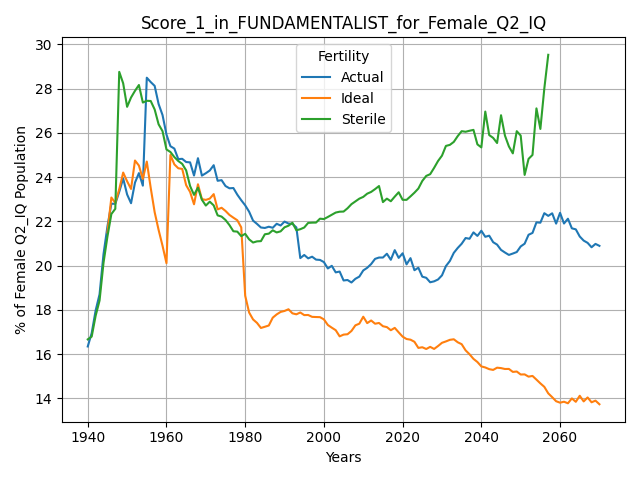 Score_1_in_FUNDAMENTALIST_for_Female_Q2_IQ
Fertility
Actual
Ideal
Sterile
% of Female Q2_IQ Population
30
28
26
24
22
20
18
16
14
1940
1960
1980
2000
2020
2040
2060
Years